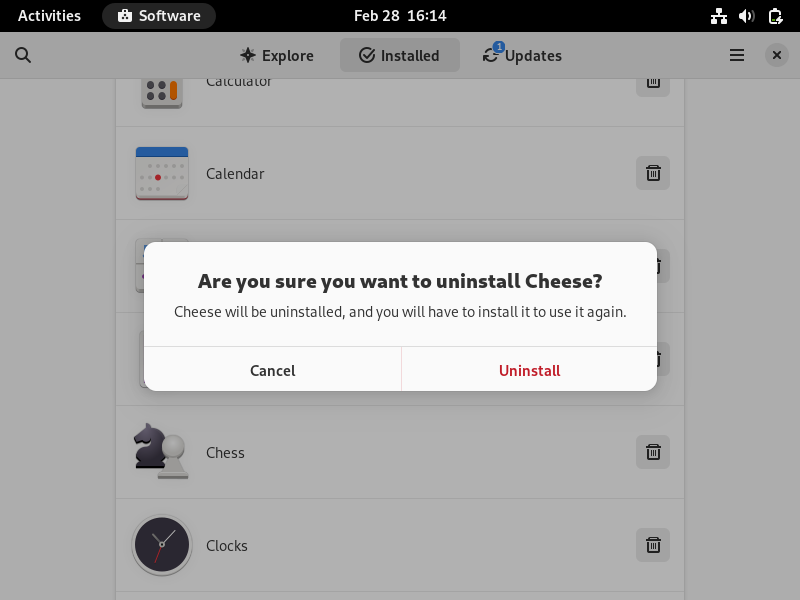 Activities Software Feb 28 16:14
Explore Installed 1 Updates
Calculator
Calendar
Are you sure you want to uninstall Cheese?
Cheese will be uninstalled, and you will have to install it to use it again.
Cancel Uninstall
Chess
Clocks